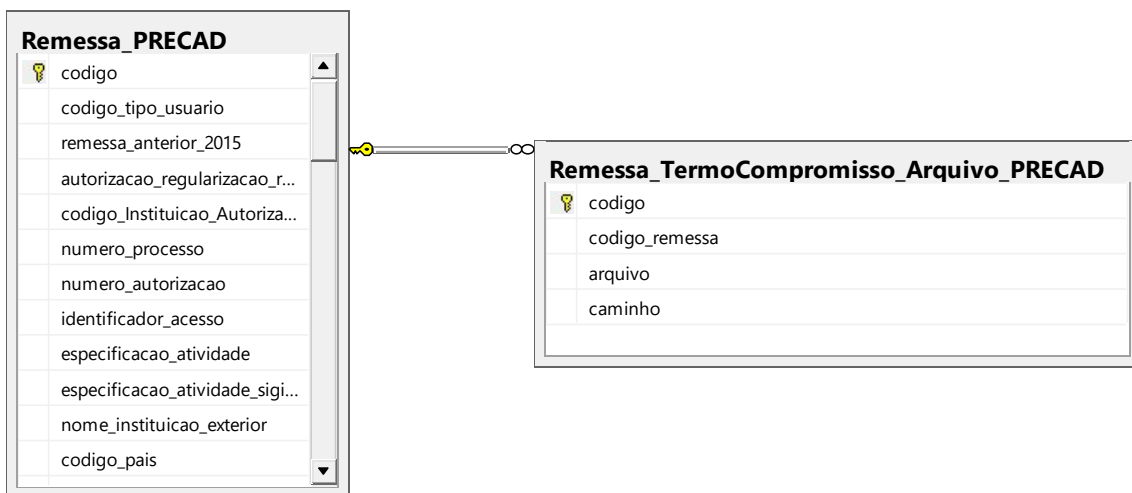 Remessa_PRECAD
codigo
codigo_tipo_usuario
remessa_anterior_2015
autorizacao_regularizacao_r...
codigo_Instituicao_Autoriza...
numero_processo
numero_autorizacao
identificador_acesso
especificacao_atividade
especificacao_atividade_sigi...
nome_instituicao_exterior
codigo_pais
Remessa_TermoCompromisso_Arquivo_PRECAD
codigo
codigo_remessa
arquivo
caminho